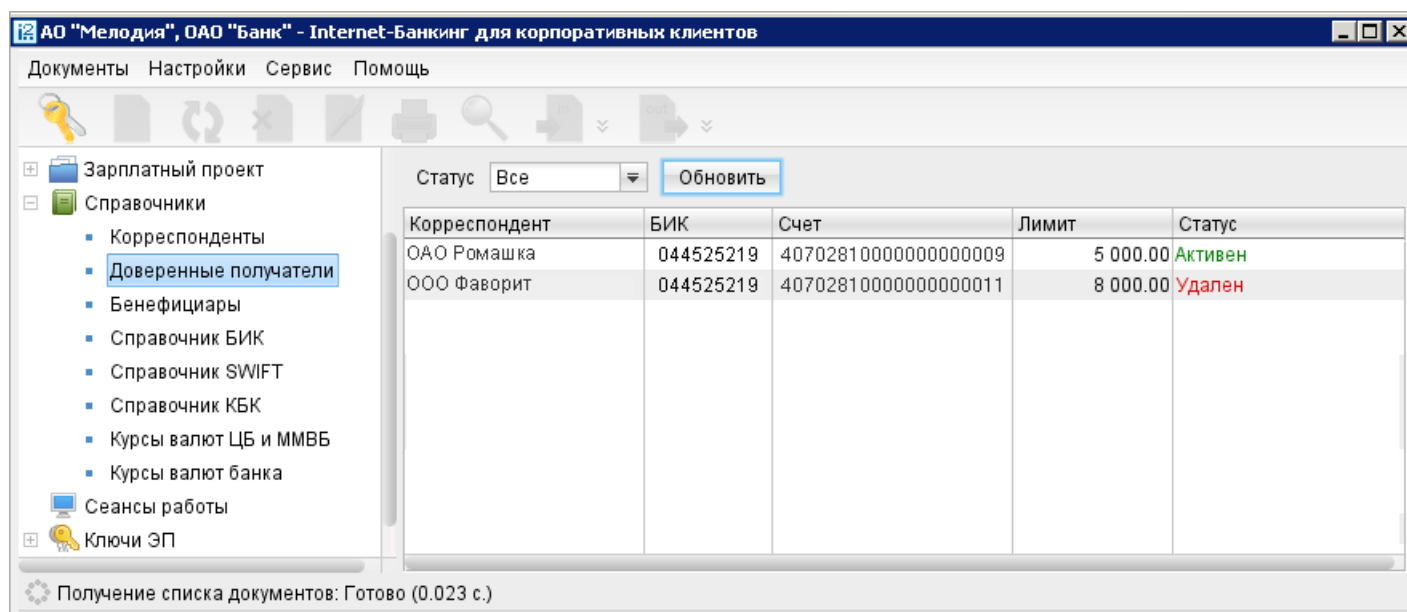 АО "Мелодия", ОАО "Банк" - Internet-Банкинг для корпоративных клиентов
Документы Настройки Сервис Помощь
in out
Зарплатный проект
Справочники
Корреспонденты
Доверенные получатели
Бенефициары
Справочник БИК
Справочник SWIFT
Справочник КБК
Курсы валют ЦБ и ММВБ
Курсы валют банка
Сеансы работы
Ключи ЭП
Статус Все Обновить
Корреспондент БИК Счет Лимит Статус
ОАО Ромашка 044525219 40702810000000000009 5 000.00 Активен
ООО Фаворит 044525219 40702810000000000011 8 000.00 Удален
Получение списка документов: Готово (0.023 с.)